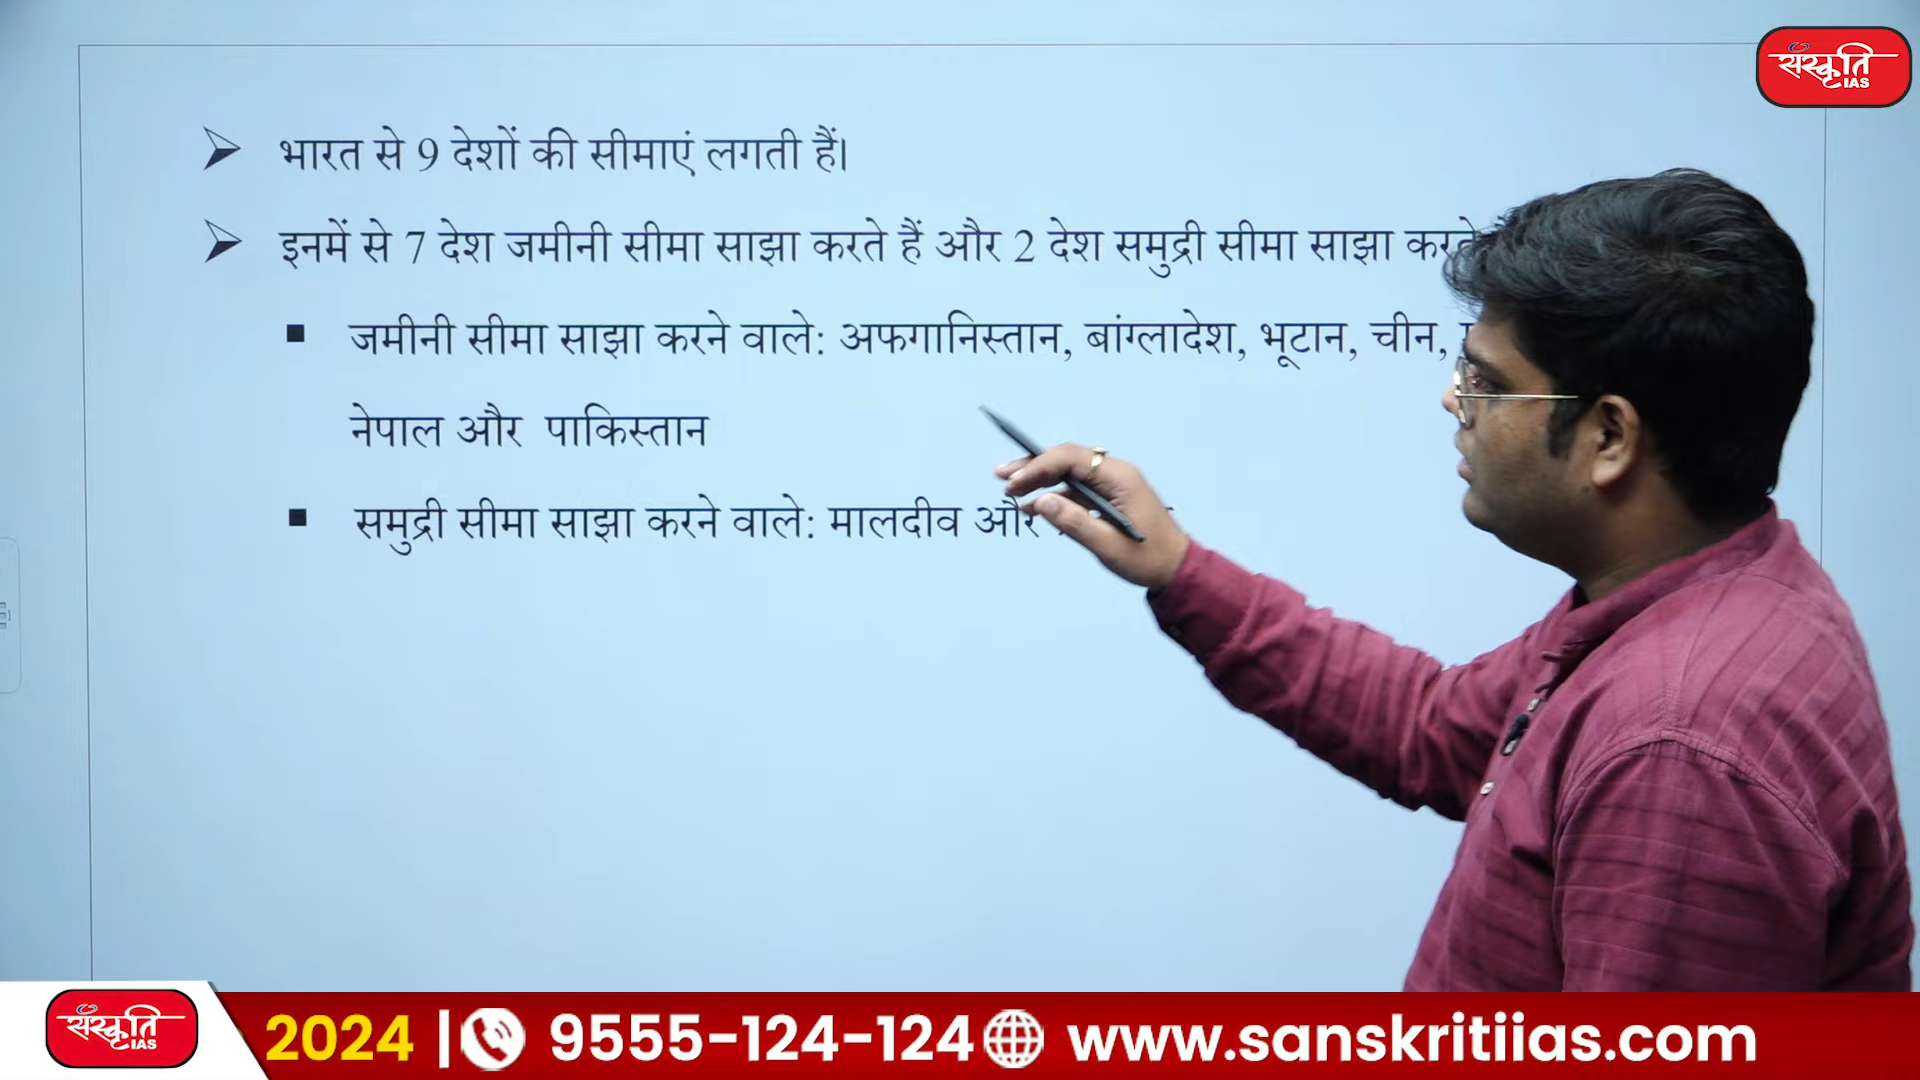 संस्कृति
IAS
भारत से 9 देशों की सीमाएं लगती हैं।
इनमें से 7 देश जमीनी सीमा साझा करते हैं और 2 देश समुद्री सीमा साझा करते
जमीनी सीमा साझा करने वाले: अफगानिस्तान, बांग्लादेश, भूटान, चीन,
नेपाल और पाकिस्तान
समुद्री सीमा साझा करने वाले: मालदीव और
संस्कृति
IAS
2024 | 9555-124-124 www.sanskritiias.com